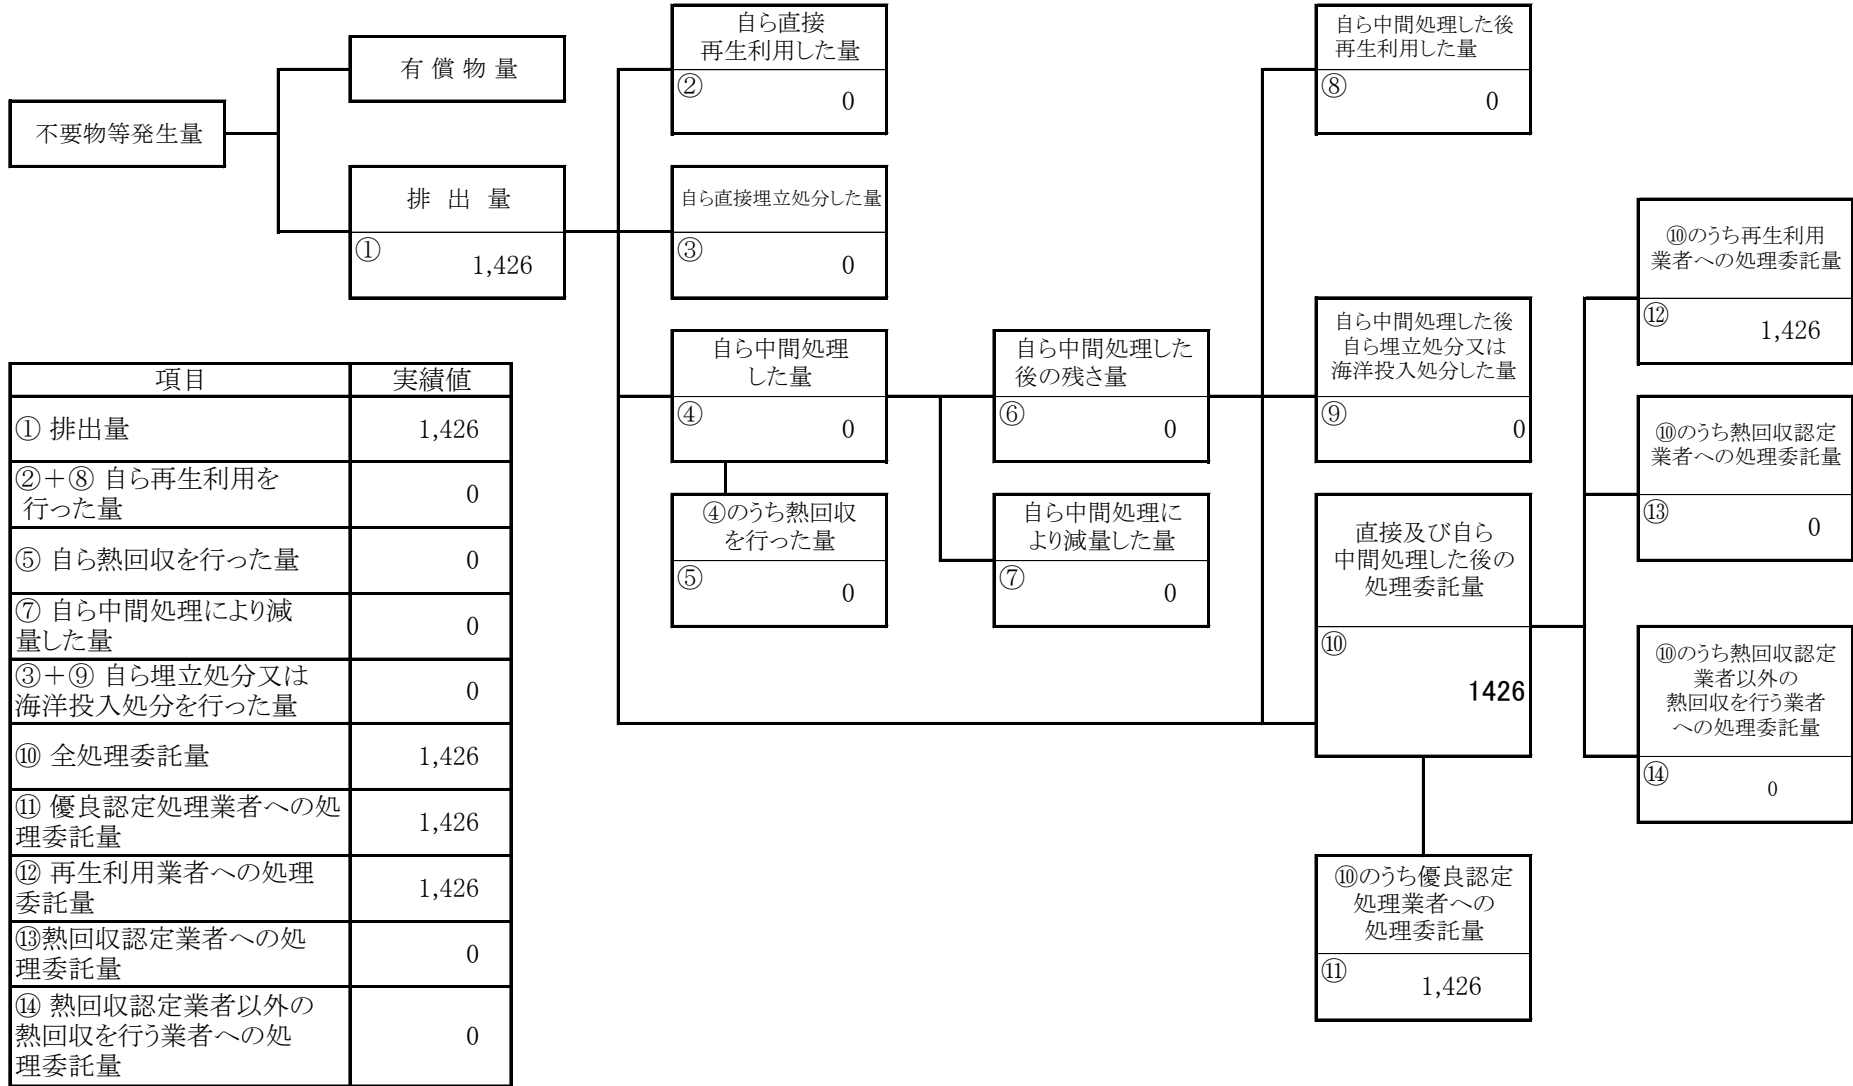 不要物等発生量
有 償 物 量
排 出 量
①
1,426
自ら直接
再生利用した量
②
0
自ら直接埋立処分した量
③
0
自ら中間処理
した量
④
0
④のうち熱回収
を行った量
⑤
0
自ら中間処理した
後の残さ量
⑥
0
自ら中間処理に
より減量した量
⑦
0
自ら中間処理した後
再生利用した量
⑧
0
自ら中間処理した後
自ら埋立処分又は
海洋投入処分した量
⑨
0
直接及び自ら
中間処理した後の
処理委託量
⑩
1426
⑩のうち優良認定
処理業者への
処理委託量
⑪
1,426
⑩のうち再生利用
業者への処理委託量
⑫
1,426
⑩のうち熱回収認定
業者への処理委託量
⑬
0
⑩のうち熱回収認定
業者以外の
熱回収を行う業者
への処理委託量
⑭
0
項目 実績値
① 排出量 1,426
②＋⑧ 自ら再生利用を
行った量 0
⑤ 自ら熱回収を行った量 0
⑦ 自ら中間処理により減
量した量 0
③＋⑨ 自ら埋立処分又は
海洋投入処分を行った量 0
⑩ 全処理委託量 1,426
⑪ 優良認定処理業者への処
理委託量 1,426
⑫ 再生利用業者への処理
委託量 1,426
⑬熱回収認定業者への処
理委託量 0
⑭ 熱回収認定業者以外の
熱回収を行う業者への処
理委託量 0